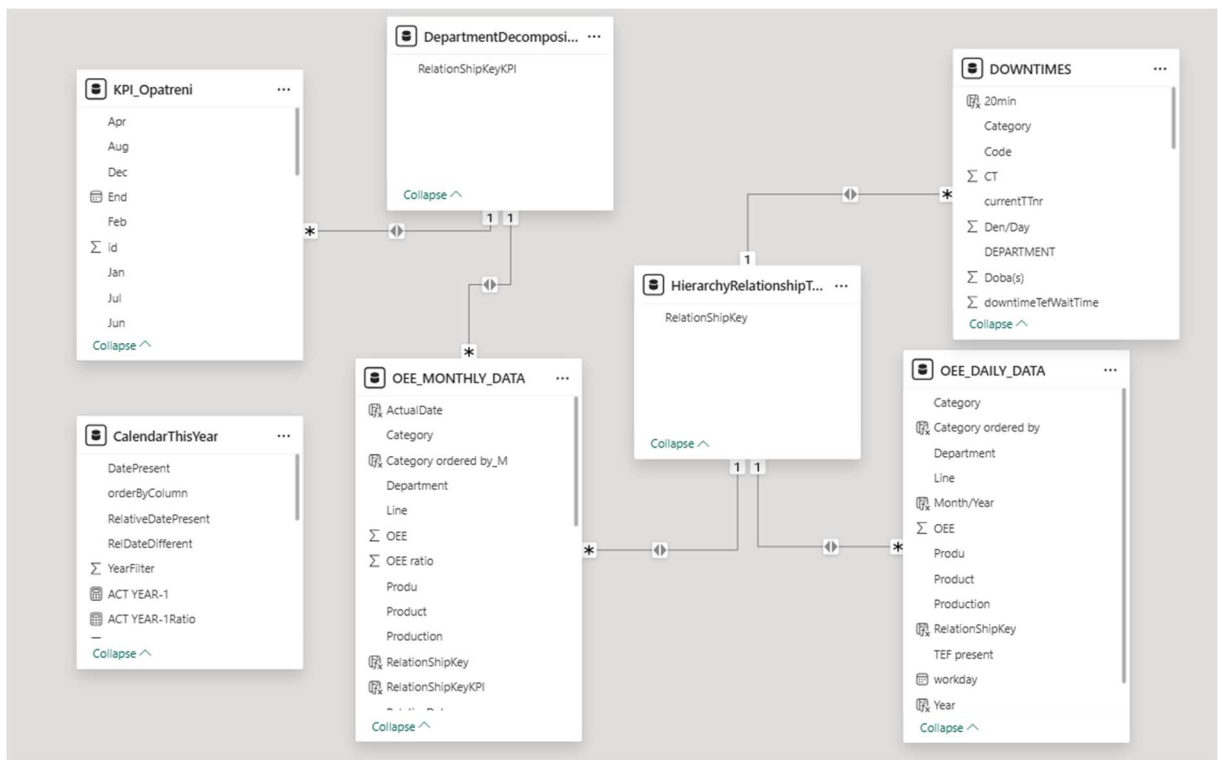 DepartmentDecomposi... ...
RelationShipKeyKPI
Collapse
KPI_Opatreni ...
Apr
Aug
Dec
End
Feb
Σ id
Jan
Jul
Jun
Collapse
DOWNTIMES ...
20min
Category
Code
Σ CT
currentTTnr
Σ Den/Day
DEPARTMENT
Σ Doba(s)
Σ downtimeTefWaitTime
Collapse
* 1 1
1 *
HierarchyRelationshipT... ...
RelationShipKey
Collapse
1 1
*
OEE_MONTHLY_DATA ...
ActualDate
Category
Category ordered by_M
Department
Line
Σ OEE
Σ OEE ratio
Produ
Product
Production
RelationShipKey
RelationShipKeyKPI
Collapse
* *
OEE_DAILY_DATA ...
Category
Category ordered by
Department
Line
Month/Year
Σ OEE
Produ
Product
Production
RelationShipKey
TEF present
workday
Year
Collapse
CalendarThisYear ...
DatePresent
orderByColumn
RelativeDatePresent
RelDateDifferent
Σ YearFilter
ACT YEAR-1
ACT YEAR-1Ratio
Collapse